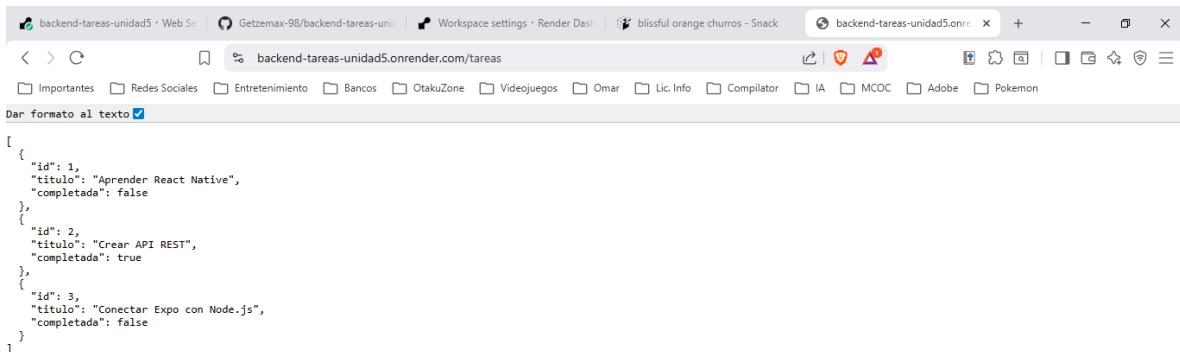 backend-tareas-unidad5 · Web Se
Getzemax-98/backend-tareas-unid
Workspace settings · Render Dash
blissful orange churros - Snack
backend-tareas-unidad5.onre
backend-tareas-unidad5.onrender.com/tareas
Importantes
Redes Sociales
Entretenimiento
Bancos
OtakuZone
Videojuegos
Omar
Lic. Info
Compilator
IA
MCOC
Adobe
Pokemon
Dar formato al texto
[
{
"id": 1,
"titulo": "Aprender React Native",
"completada": false
},
{
"id": 2,
"titulo": "Crear API REST",
"completada": true
},
{
"id": 3,
"titulo": "Conectar Expo con Node.js",
"completada": false
}
]